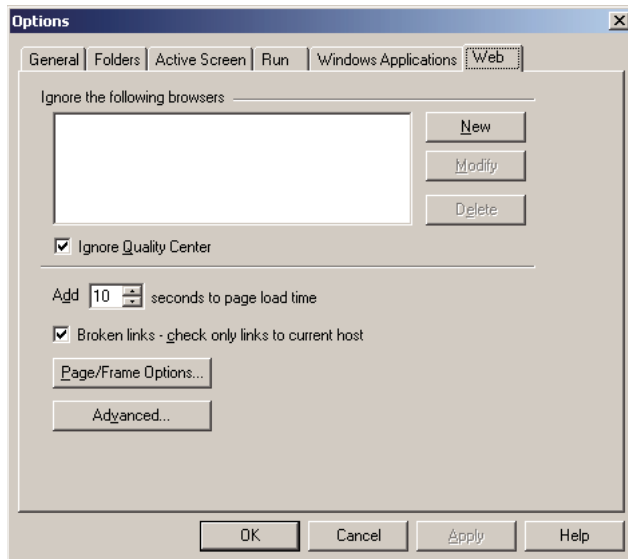 Options
General Folders Active Screen Run Windows Applications Web
Ignore the following browsers
New
Modify
Delete
Ignore Quality Center
Add 10 seconds to page load time
Broken links - check only links to current host
Page/Frame Options...
Advanced...
OK Cancel Apply Help